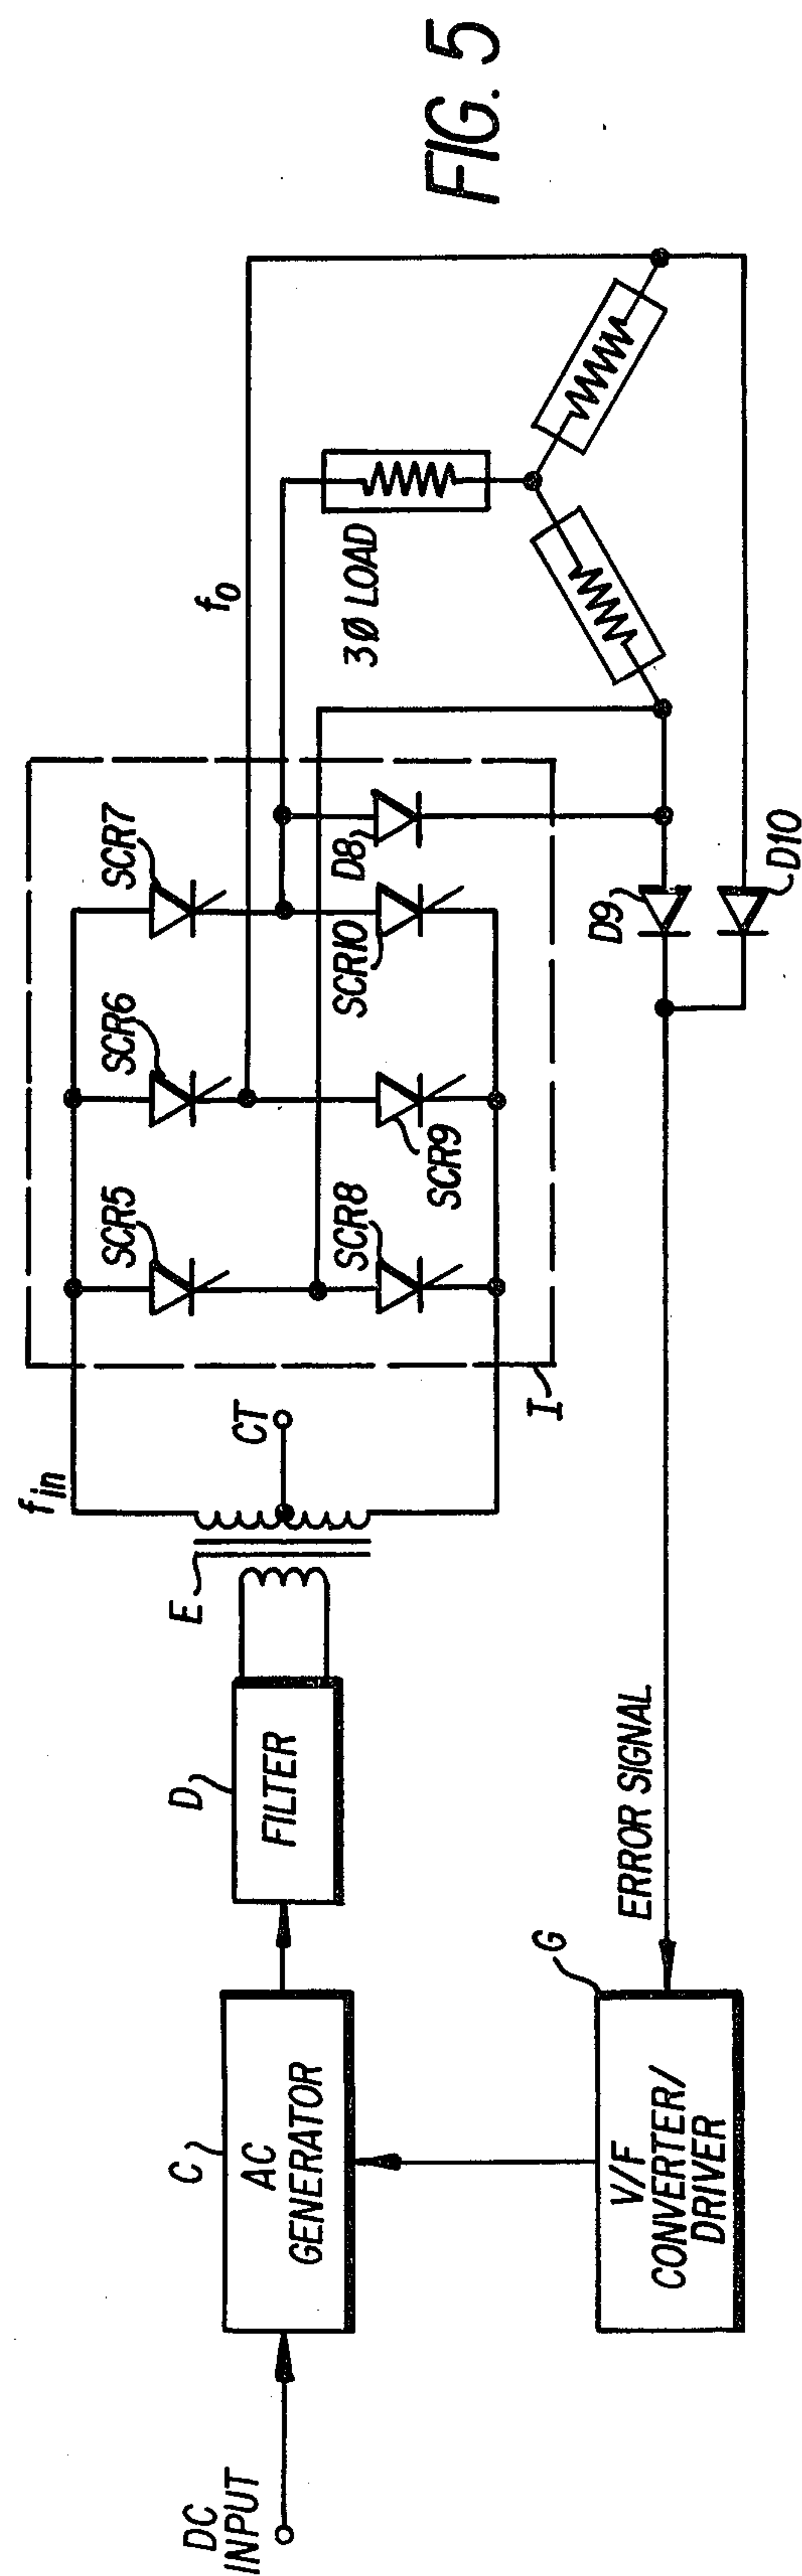 DC
INPUT
C
AC
GENERATOR
D
FILTER
E
f in
CT
SCR5
SCR6
SCR7
SCR8
SCR9
SCR10
D8
I
f0
3Ø LOAD
D9
D10
ERROR SIGNAL
G
V/F
CONVERTER/
DRIVER
FIG. 5